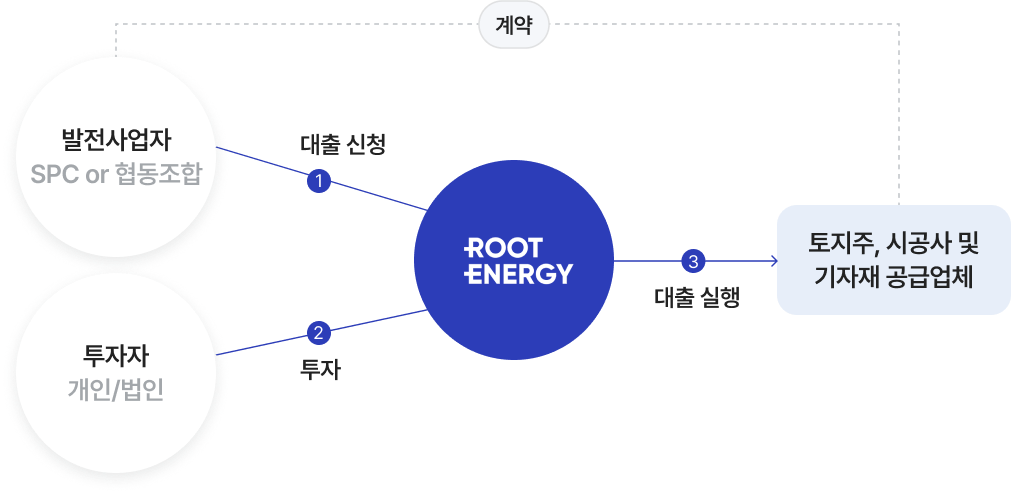 계약
발전사업자
SPC or 협동조합
대출 신청
1
ROOT
ENERGY
토지주, 시공사 및
기자재 공급업체
3
대출 실행
투자자
개인/법인
2
투자